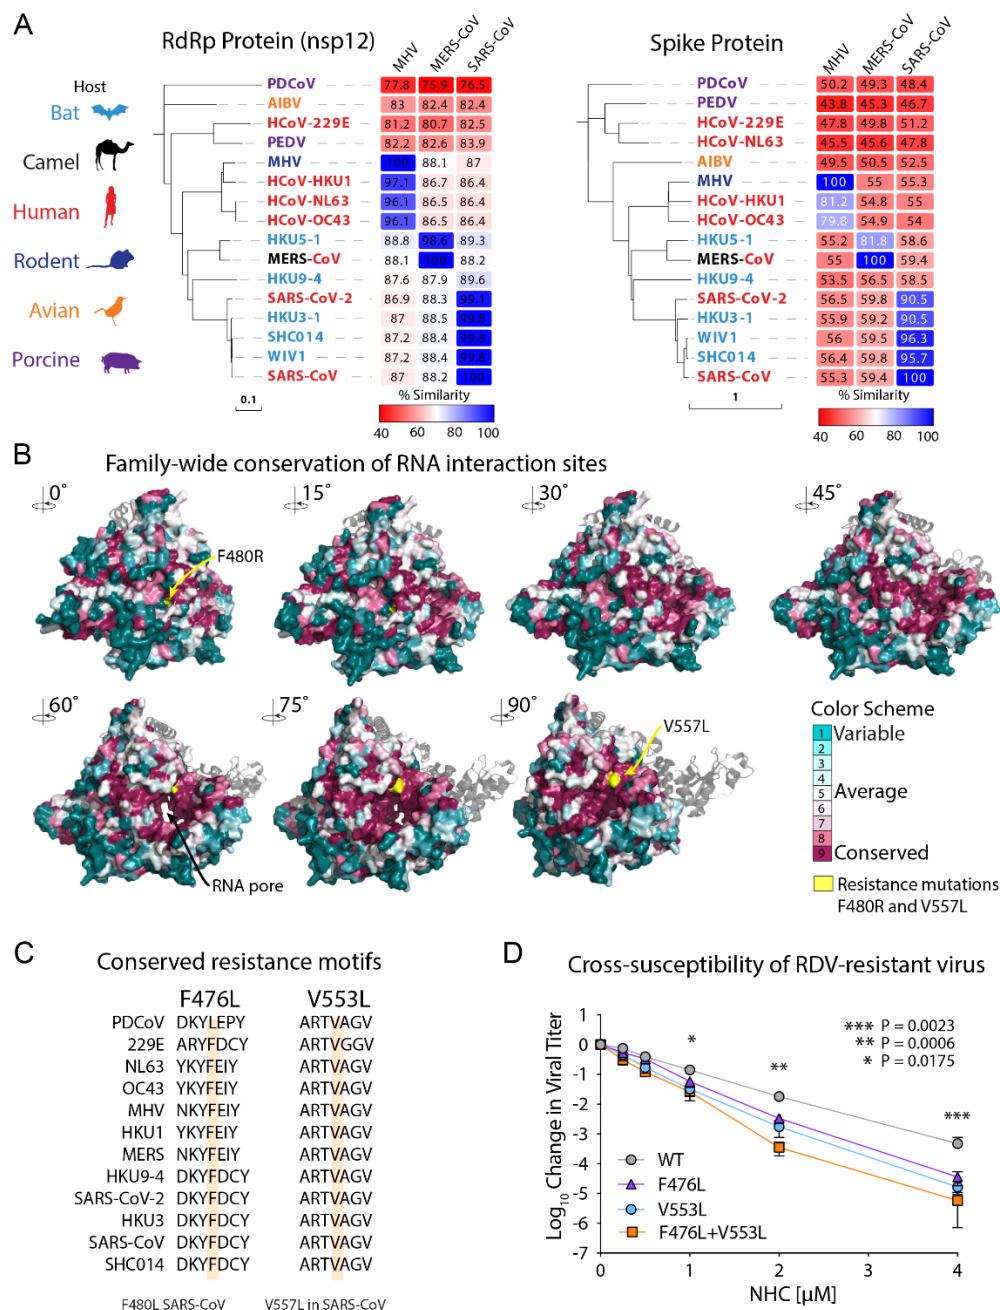 A
RdRp Protein (nsp12)
MHV
MERS-CoV
SARS-CoV
Spike Protein
MHV
MERS-CoV
SARS-CoV
Host
Bat
Camel
Human
Rodent
Avian
Porcine
PDCoV 77.8 75.9 76.5
AIBV 83 82.4 82.4
HCoV-229E 81.2 80.7 82.5
PEDV 82.2 82.6 83.9
MHV 100 88.1 87
HCoV-HKU1 97.1 86.7 86.4
HCoV-NL63 96.1 86.5 86.4
HCoV-OC43 96.1 86.5 86.4
HKU5-1 88.8 98.6 89.3
MERS-CoV 88.1 100 88.2
HKU9-4 87.6 87.9 89.6
SARS-CoV-2 86.9 88.3 99.1
HKU3-1 87 88.5 99.8
SHC014 87.2 88.4 99.8
WIV1 87.2 88.4 99.8
SARS-CoV 87 88.2 100
0.1
% Similarity
40 60 80 100
PDCoV 50.2 49.3 48.4
PEDV 43.8 45.3 46.7
HCoV-229E 47.8 49.8 51.2
HCoV-NL63 45.5 45.6 47.8
AIBV 49.5 50.5 52.5
MHV 100 55 55.3
HCoV-HKU1 81.2 54.8 55
HCoV-OC43 79.8 54.9 54
HKU5-1 55.2 81.8 58.6
MERS-CoV 55 100 59.4
HKU9-4 53.5 56.5 58.5
SARS-CoV-2 56.5 59.8 90.5
HKU3-1 55.9 59.2 90.5
WIV1 56 59.5 96.3
SHC014 56.4 59.8 95.7
SARS-CoV 55.3 59.4 100
1
% Similarity
40 60 80 100
B
Family-wide conservation of RNA interaction sites
0°
15°
30°
45°
F480R
60°
75°
90°
V557L
RNA pore
Color Scheme
1 Variable
2
3
4
5 Average
6
7
8
9 Conserved
Resistance mutations
F480R and V557L
C
Conserved resistance motifs
F476L V553L
PDCoV DKYLEPY ARTVAGV
229E ARYFDCY ARTVGGV
NL63 YKYFEIY ARTVAGV
OC43 YKYFEIY ARTVAGV
MHV NKYFEIY ARTVAGV
HKU1 YKYFEIY ARTVAGV
MERS NKYFEIY ARTVAGV
HKU9-4 DKYFDCY ARTVAGV
SARS-CoV-2 DKYFDCY ARTVAGV
HKU3 DKYFDCY ARTVAGV
SARS-CoV DKYFDCY ARTVAGV
SHC014 DKYFDCY ARTVAGV
F480L SARS-CoV V557L in SARS-CoV
D
Cross-susceptibility of RDV-resistant virus
Log10 Change in Viral Titer
1
0
-1
-2
-3
-4
-5
-6
-7
0 1 2 3 4
NHC [µM]
*
**
***
*** P = 0.0023
** P = 0.0006
* P = 0.0175
WT
F476L
V553L
F476L+V553L